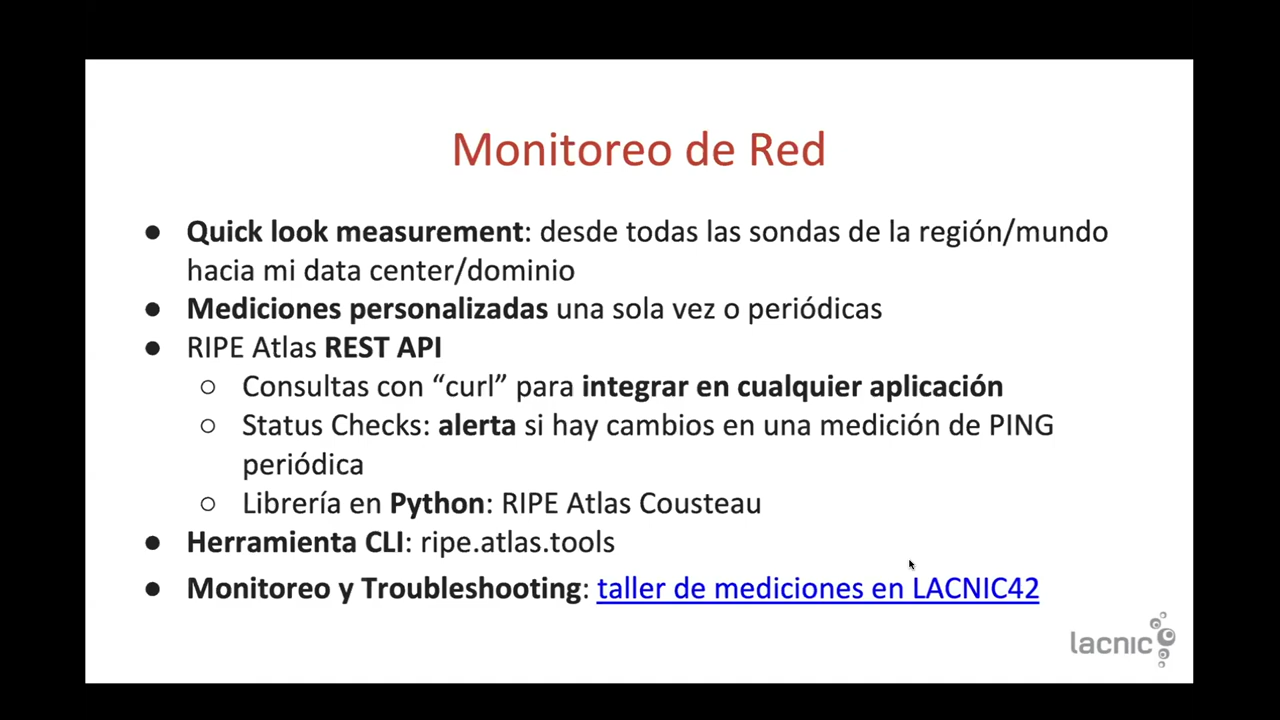 Monitoreo de Red
● Quick look measurement: desde todas las sondas de la región/mundo
hacia mi data center/dominio
● Mediciones personalizadas una sola vez o periódicas
● RIPE Atlas REST API
○ Consultas con “curl” para integrar en cualquier aplicación
○ Status Checks: alerta si hay cambios en una medición de PING
periódica
○ Librería en Python: RIPE Atlas Cousteau
● Herramienta CLI: ripe.atlas.tools
● Monitoreo y Troubleshooting: taller de mediciones en LACNIC42
lacnic